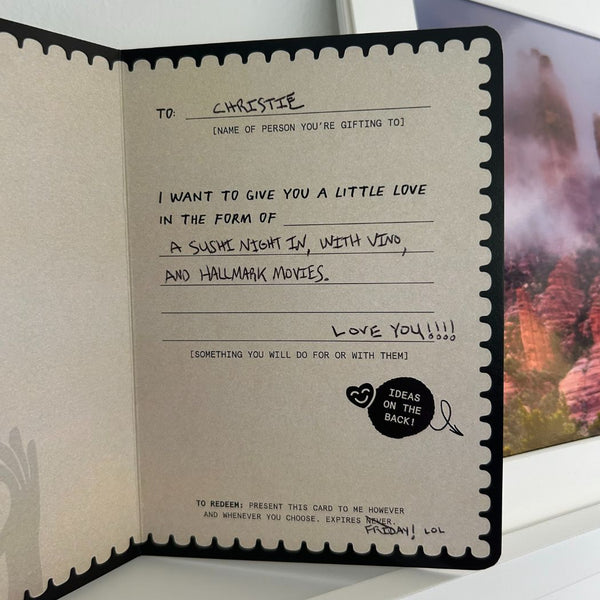 TO: CHRISTIE
[NAME OF PERSON YOU'RE GIFTING TO]
I WANT TO GIVE YOU A LITTLE LOVE
IN THE FORM OF
A SUSHI NIGHT IN, WITH VINO,
AND HALLMARK MOVIES.
LOVE YOU!!!!
[SOMETHING YOU WILL DO FOR OR WITH THEM]
IDEAS
ON THE
BACK!
TO REDEEM: PRESENT THIS CARD TO ME HOWEVER
AND WHENEVER YOU CHOOSE. EXPIRES NEVER.
FRIDAY! LOL